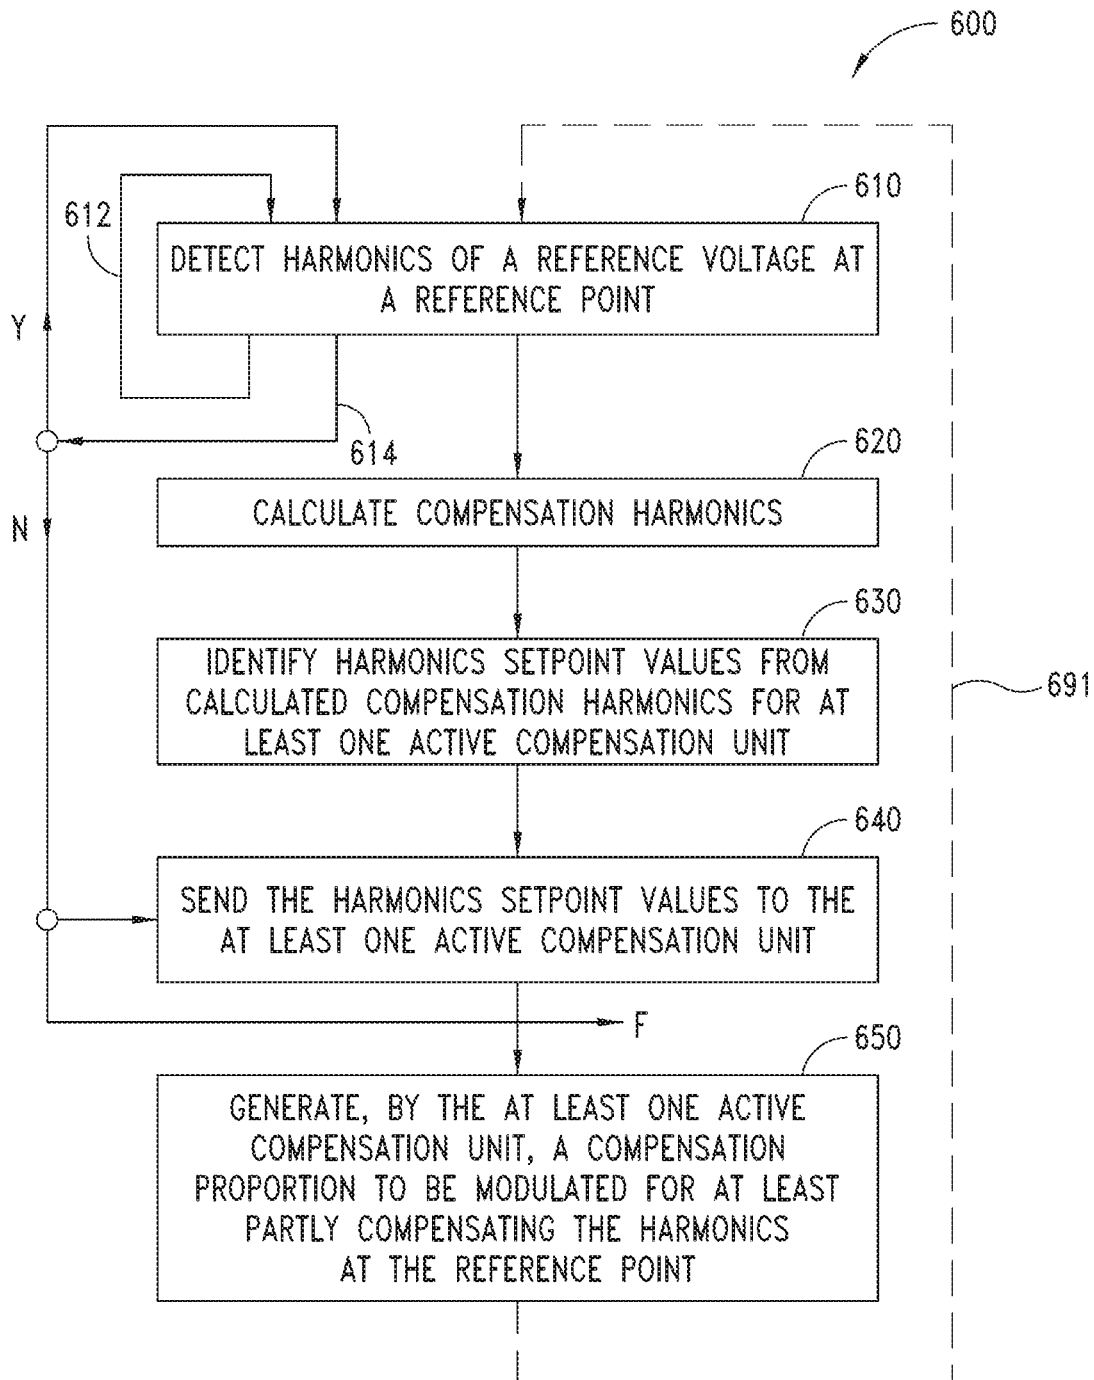 600
610
612
DETECT HARMONICS OF A REFERENCE VOLTAGE AT
A REFERENCE POINT
Y
614
620
CALCULATE COMPENSATION HARMONICS
N
630
IDENTIFY HARMONICS SETPOINT VALUES FROM
CALCULATED COMPENSATION HARMONICS FOR AT
LEAST ONE ACTIVE COMPENSATION UNIT
691
640
SEND THE HARMONICS SETPOINT VALUES TO THE
AT LEAST ONE ACTIVE COMPENSATION UNIT
F
650
GENERATE, BY THE AT LEAST ONE ACTIVE
COMPENSATION UNIT, A COMPENSATION
PROPORTION TO BE MODULATED FOR AT LEAST
PARTLY COMPENSATING THE HARMONICS
AT THE REFERENCE POINT